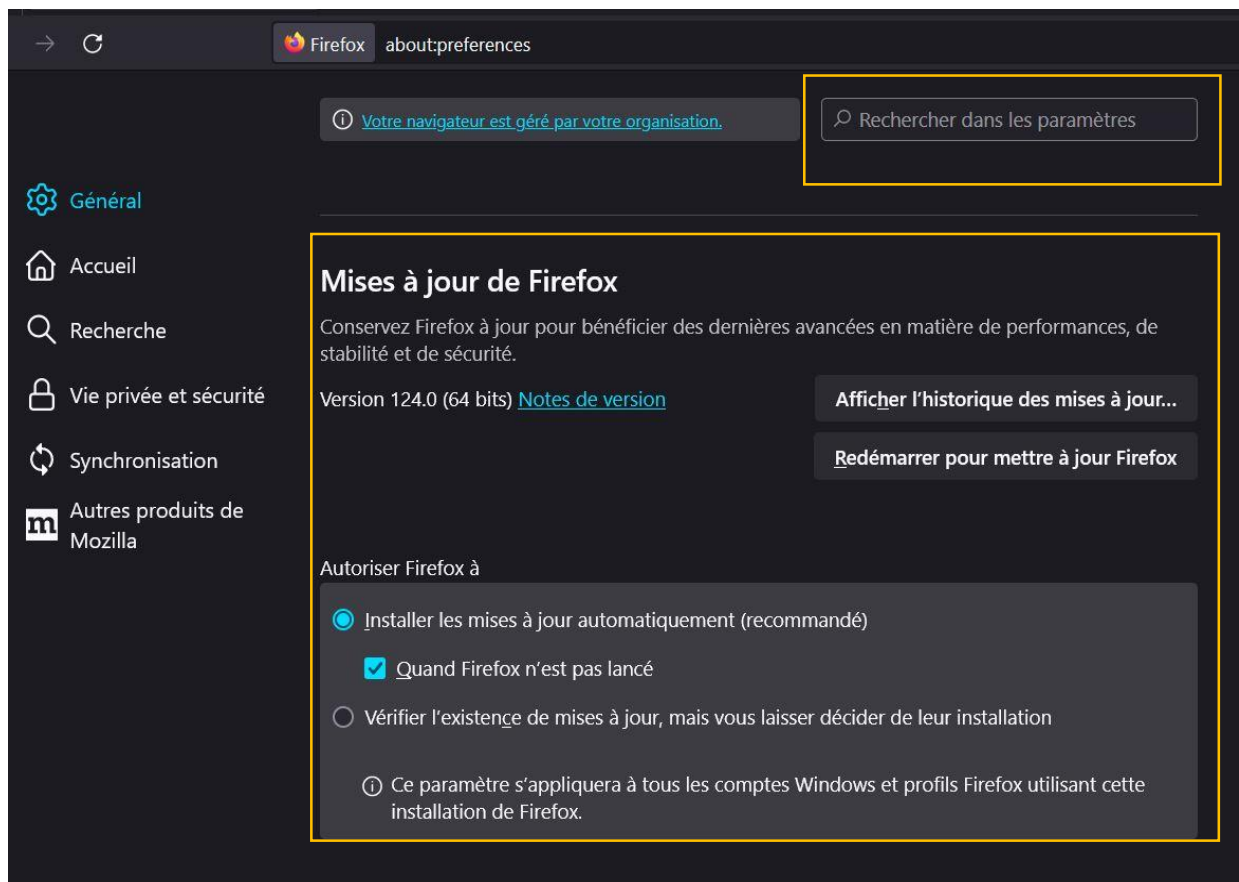 Firefox about:preferences
Votre navigateur est géré par votre organisation.
Rechercher dans les paramètres
Général
Accueil
Recherche
Vie privée et sécurité
Synchronisation
m
Autres produits de
Mozilla
Mises à jour de Firefox
Conservez Firefox à jour pour bénéficier des dernières avancées en matière de performances, de
stabilité et de sécurité.
Version 124.0 (64 bits) Notes de version
Afficher l’historique des mises à jour...
Redémarrer pour mettre à jour Firefox
Autoriser Firefox à
Installer les mises à jour automatiquement (recommandé)
Quand Firefox n’est pas lancé
Vérifier l’existence de mises à jour, mais vous laisser décider de leur installation
Ce paramètre s’appliquera à tous les comptes Windows et profils Firefox utilisant cette
installation de Firefox.